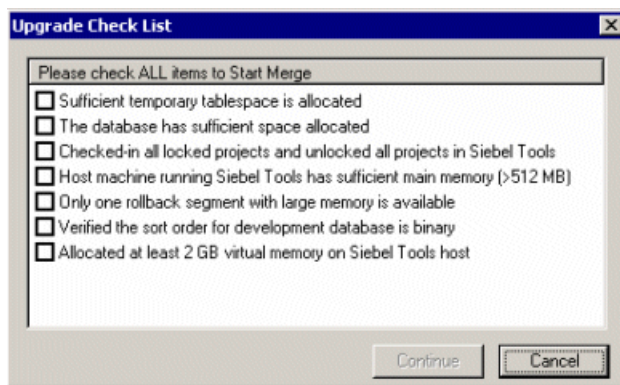 Upgrade Check List
Please check ALL items to Start Merge
Sufficient temporary tablespace is allocated
The database has sufficient space allocated
Checked-in all locked projects and unlocked all projects in Siebel Tools
Host machine running Siebel Tools has sufficient main memory (>512 MB)
Only one rollback segment with large memory is available
Verified the sort order for development database is binary
Allocated at least 2 GB virtual memory on Siebel Tools host
Continue Cancel